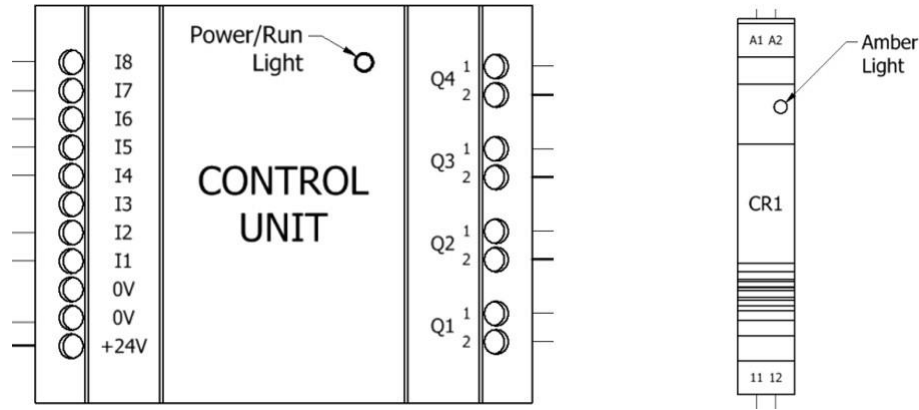 Power/Run
Light
I8
I7
I6
I5
I4
I3
I2
I1
0V
0V
+24V
CONTROL
UNIT
Q4 1
2
Q3 1
2
Q2 1
2
Q1 1
2
A1 A2
Amber
Light
CR1
11 12